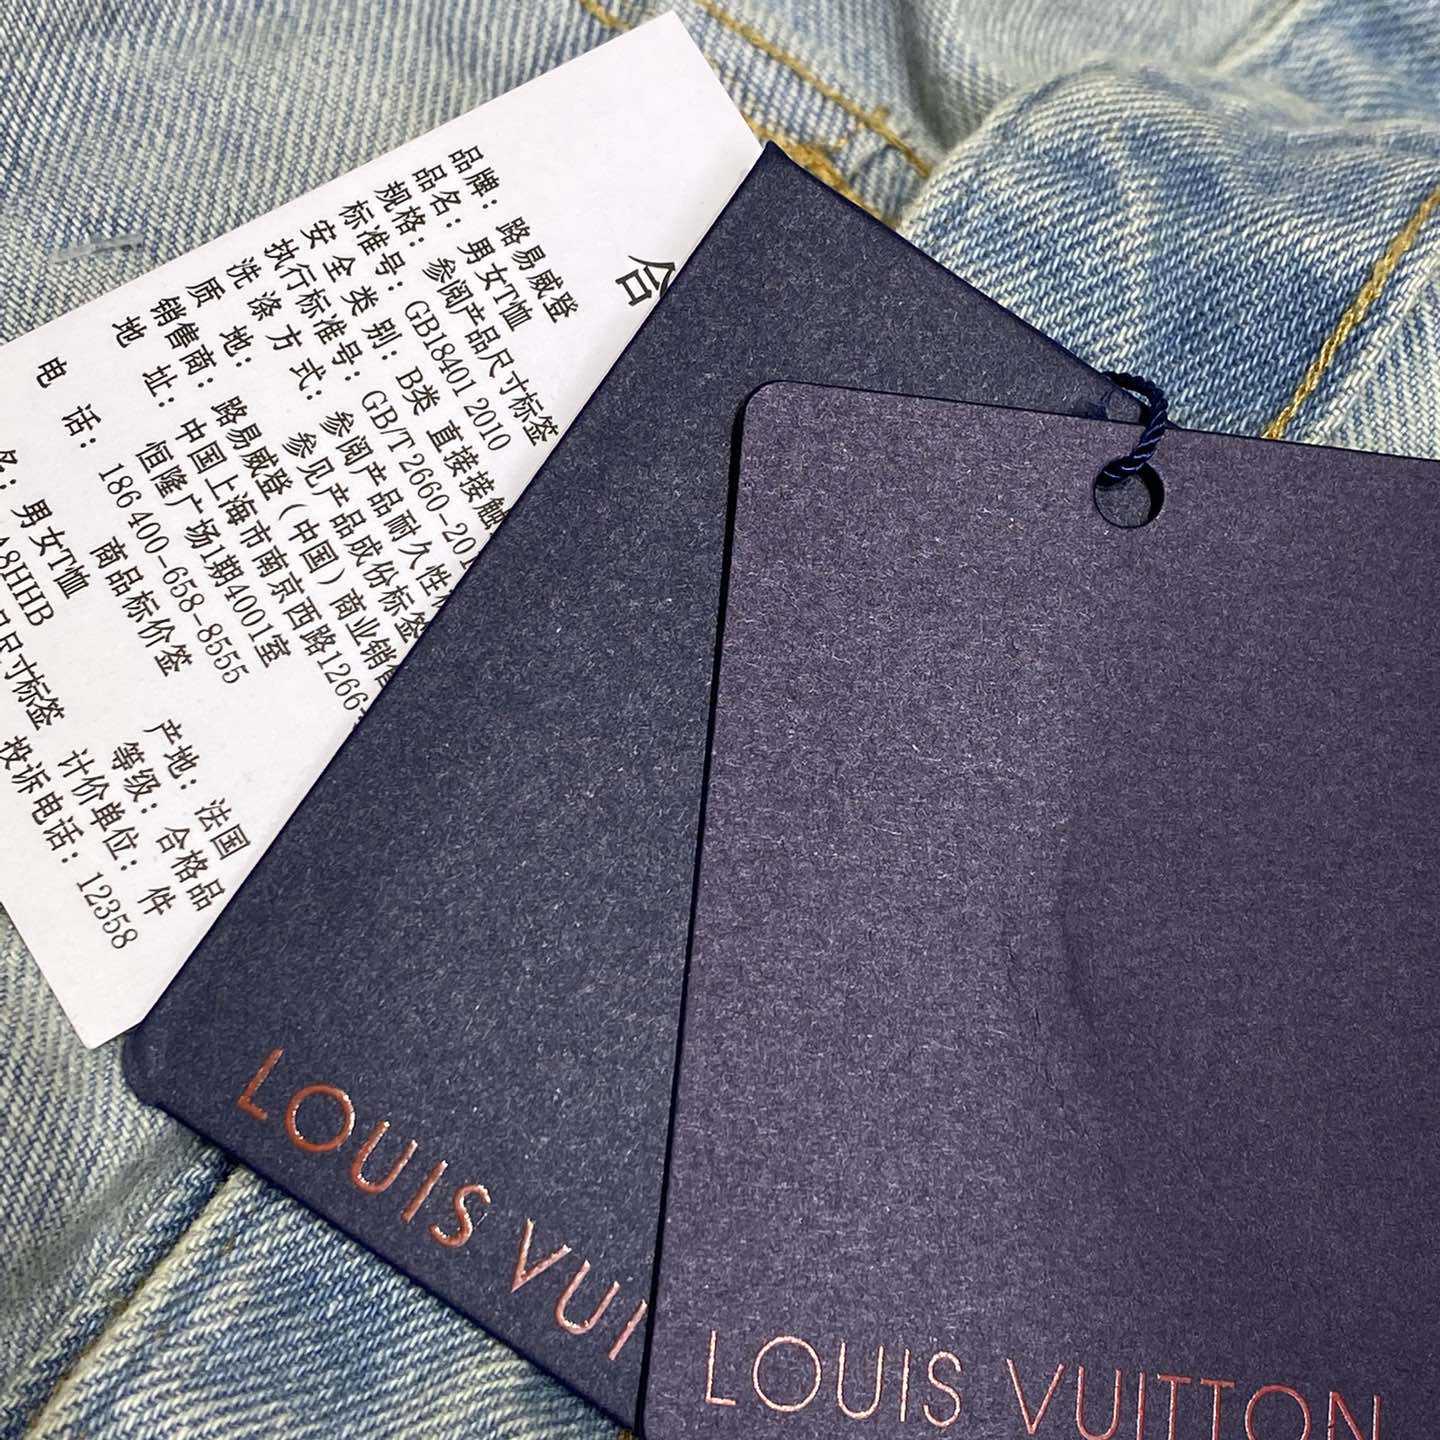 合
品牌：路易威登
品名：男女T恤
规格：参阅产品尺寸标签
标准号：GB18401 2010
安全类别：B类 直接接触
执行标准号：GB/T 2660-201
洗涤方式：参阅产品耐久性
质地：参见产品成份标签
销售商：路易威登（中国）商业销售
地址：中国上海市南京西路1266
恒隆广场1期4001室
电话：186 400-658-8555
商品标价签
名：男女T恤
产地：法国
8HHB
等级：合格品
尺寸标签
计价单位：件
投诉电话：12358
LOUIS VUI
LOUIS VUITTON